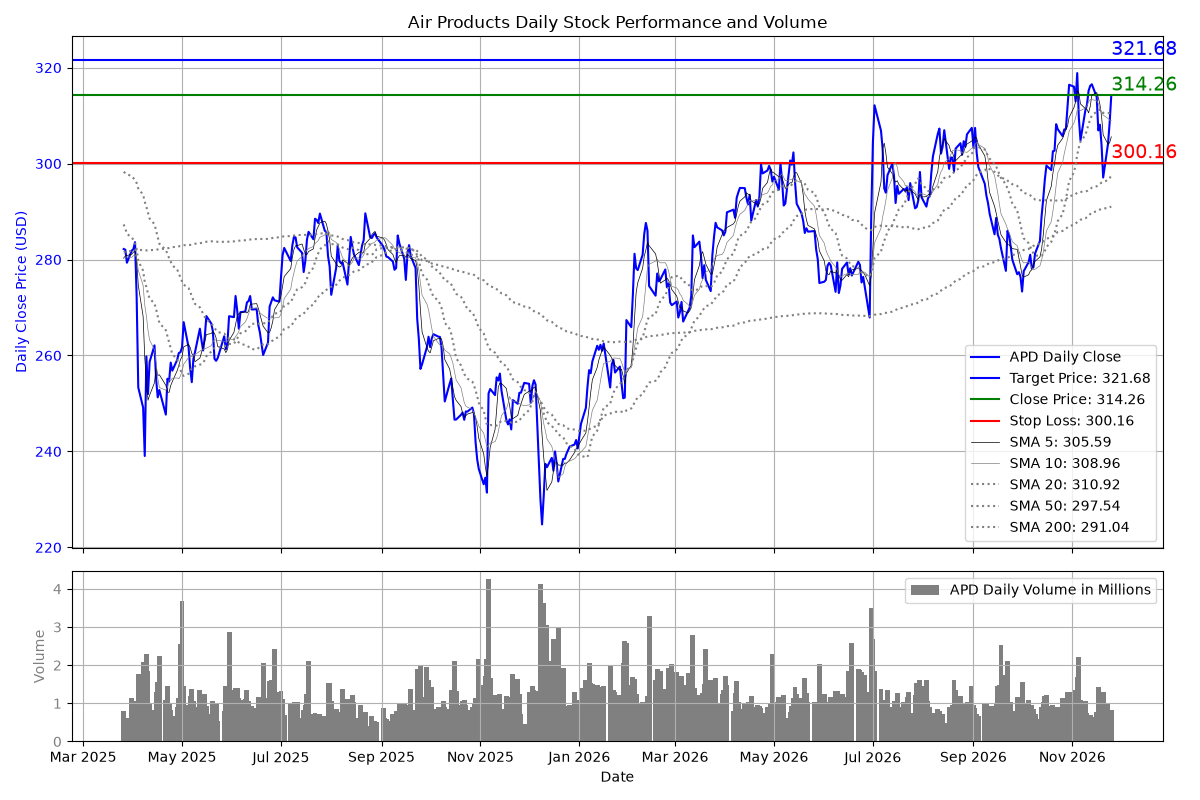 Air Products Daily Stock Performance and Volume
321.68
320
314.26
300.16
300
280
260
240
220
Daily Close Price (USD)
APD Daily Close
Target Price: 321.68
Close Price: 314.26
Stop Loss: 300.16
SMA 5: 305.59
SMA 10: 308.96
SMA 20: 310.92
SMA 50: 297.54
SMA 200: 291.04
APD Daily Volume in Millions
4
3
2
1
0
Volume
Mar 2025 May 2025 Jul 2025 Sep 2025 Nov 2025 Jan 2026 Mar 2026 May 2026 Jul 2026 Sep 2026 Nov 2026
Date